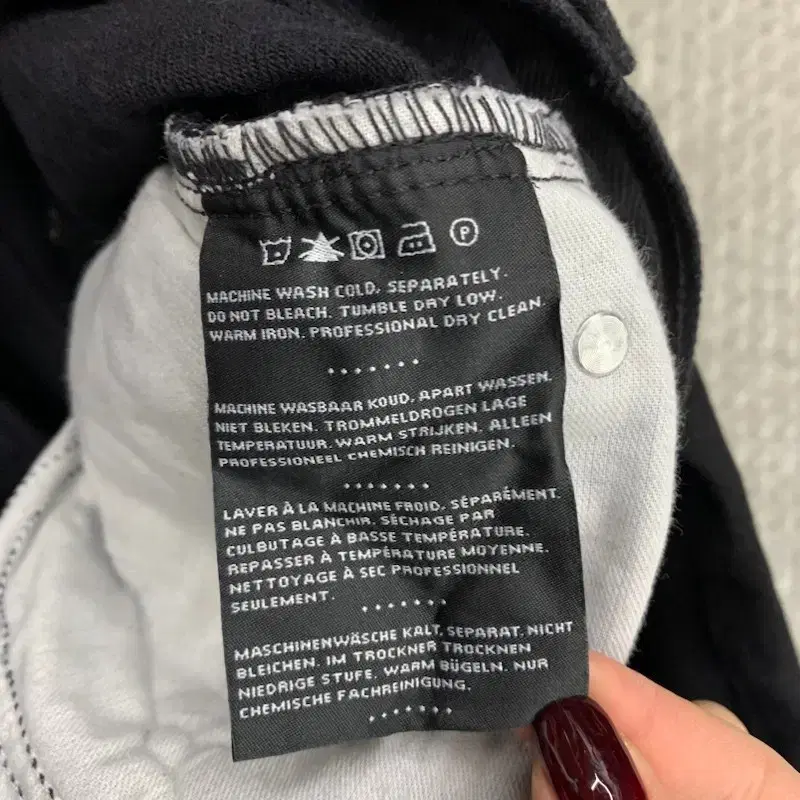 P
MACHINE WASH COLD, SEPARATELY.
DO NOT BLEACH. TUMBLE DRY LOW.
WARM IRON. PROFESSIONAL DRY CLEAN.
MACHINE WASBAAR KOUD, APART WASSEN.
NIET BLEKEN. TROMMELDROGEN LAGE
TEMPERATUUR. WARM STRIJKEN. ALLEEN
PROFESSIONEEL CHEMISCH REINIGEN.
LAVER À LA MACHINE FROID, SÉPARÉMENT.
NE PAS BLANCHIR. SÉCHAGE PAR
CULBUTAGE À BASSE TEMPÉRATURE.
REPASSER À TEMPÉRATURE MOYENNE.
NETTOYAGE À SEC PROFESSIONNEL
SEULEMENT.
MASCHINENWÄSCHE KALT, SEPARAT. NICHT
BLEICHEN. IM TROCKNER TROCKNEN
NIEDRIGE STUFE. WARM BÜGELN. NUR
CHEMISCHE FACHREINIGUNG.